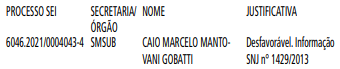 PROCESSO SEI SECRETARIA/ NOME JUSTIFICATIVA
ÓRGÃO
6046.2021/0004043-4 SMSUB CAIO MARCELO MANTO- Desfavorável. Informação
VANI GOBATTI SNJ nº 1429/2013